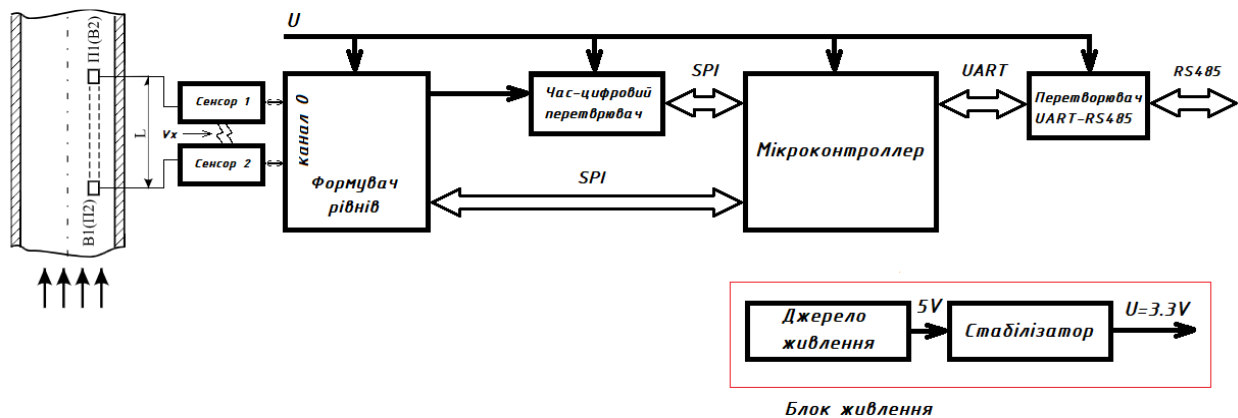 П1(В2)
L
В1(П2)
Сенсор 1
Vx
Сенсор 2
U
канал 0
Формувач
рівнів
Час-цифровий
перетврювач
SPI
SPI
Мікроконтроллер
UART
Перетворювач
UART-RS485
RS485
Джерело
живлення
5V
Стабілізатор
U=3.3V
Блок живлення